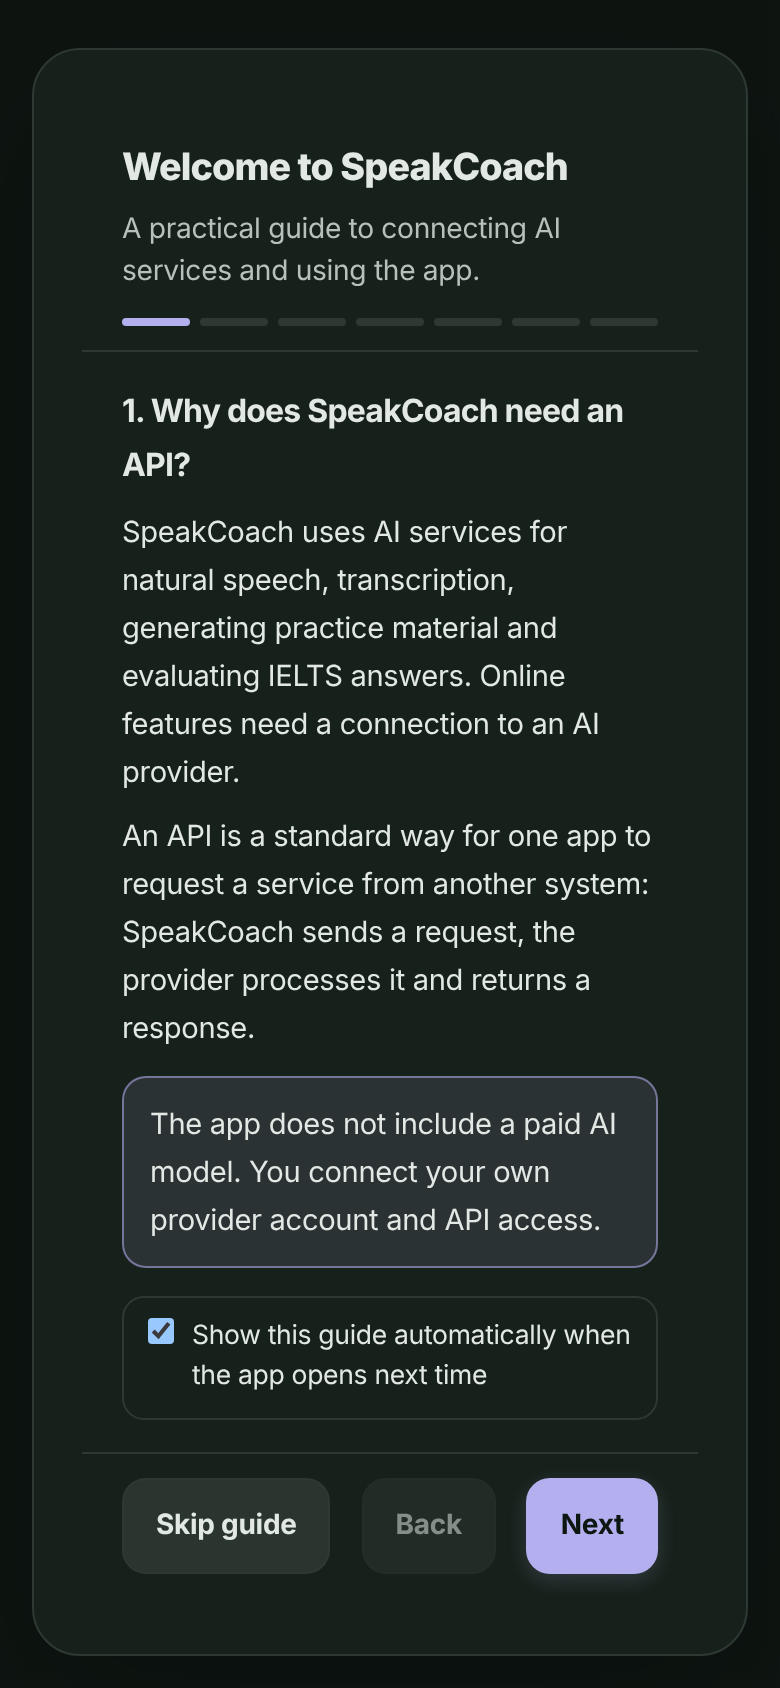 Welcome to SpeakCoach
A practical guide to connecting AI
services and using the app.
1. Why does SpeakCoach need an
API?
SpeakCoach uses AI services for
natural speech, transcription,
generating practice material and
evaluating IELTS answers. Online
features need a connection to an AI
provider.
An API is a standard way for one app to
request a service from another system:
SpeakCoach sends a request, the
provider processes it and returns a
response.
The app does not include a paid AI
model. You connect your own
provider account and API access.
Show this guide automatically when
the app opens next time
Skip guide Back Next